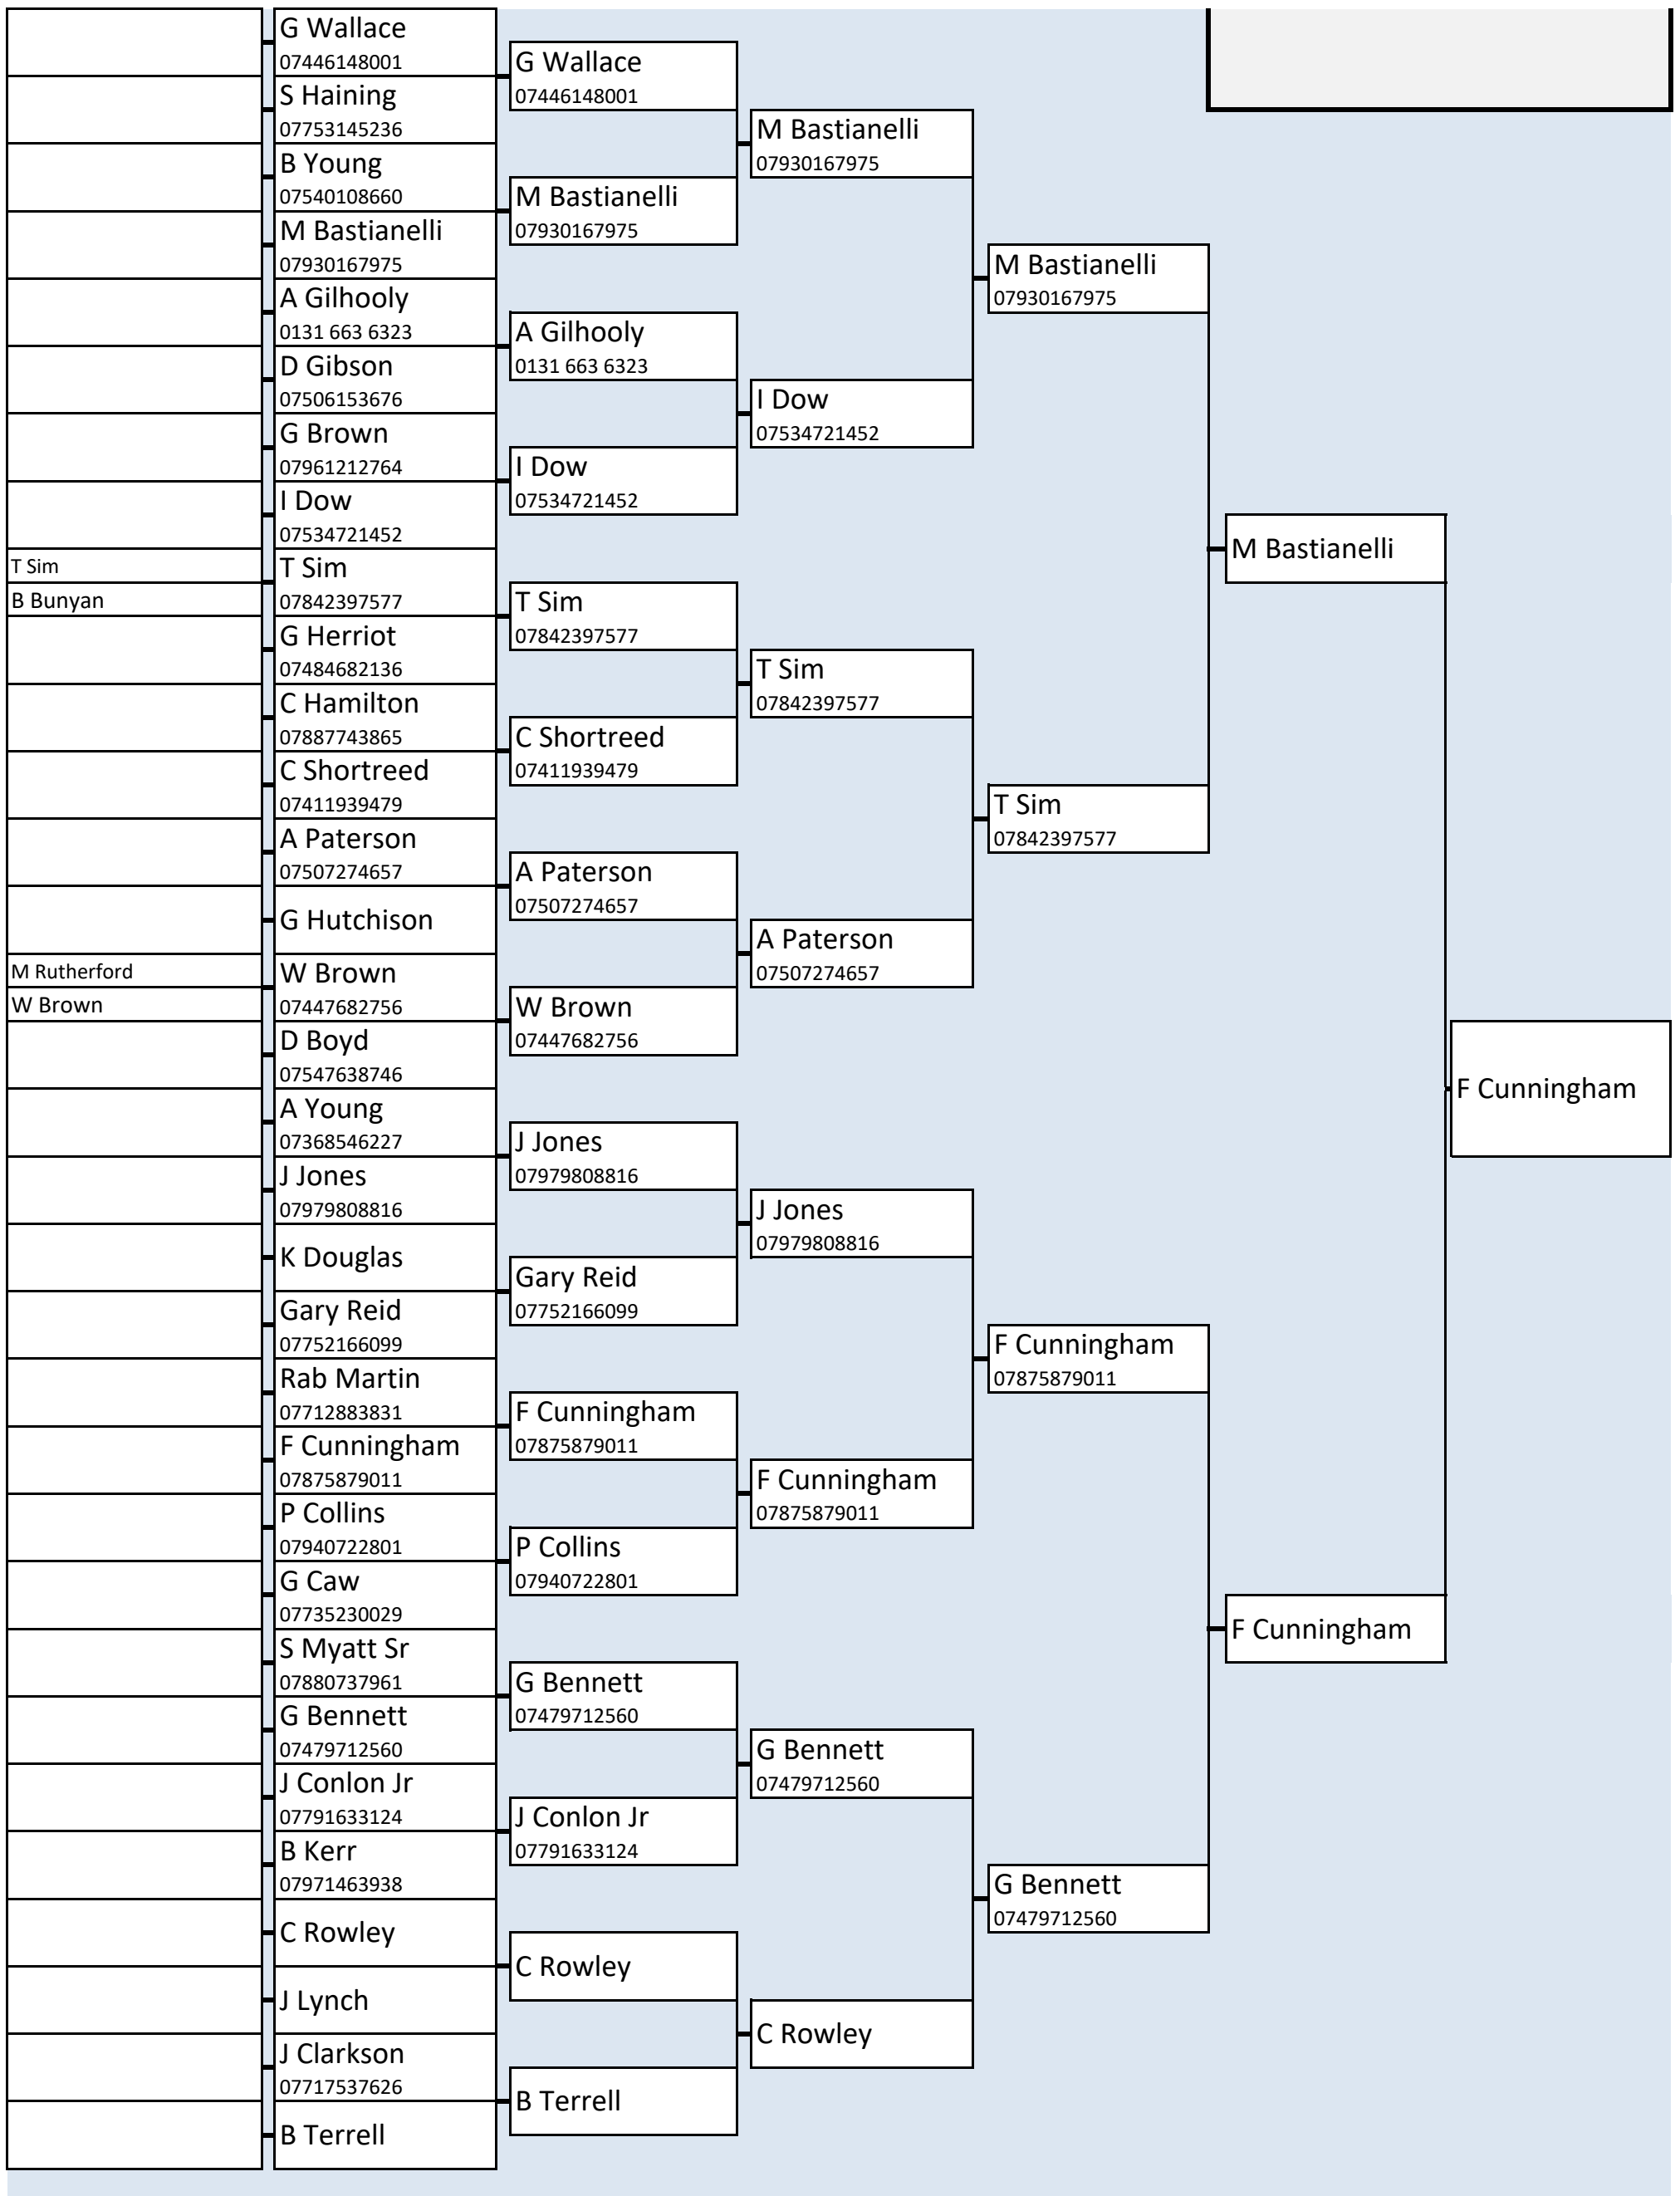 T Sim
B Bunyan
M Rutherford
W Brown
G Wallace
07446148001
S Haining
07753145236
B Young
07540108660
M Bastianelli
07930167975
A Gilhooly
0131 663 6323
D Gibson
07506153676
G Brown
07961212764
I Dow
07534721452
T Sim
07842397577
G Herriot
07484682136
C Hamilton
07887743865
C Shortreed
07411939479
A Paterson
07507274657
G Hutchison
W Brown
07447682756
D Boyd
07547638746
A Young
07368546227
J Jones
07979808816
K Douglas
Gary Reid
07752166099
Rab Martin
07712883831
F Cunningham
07875879011
P Collins
07940722801
G Caw
07735230029
S Myatt Sr
07880737961
G Bennett
07479712560
J Conlon Jr
07791633124
B Kerr
07971463938
C Rowley
J Lynch
J Clarkson
07717537626
B Terrell
G Wallace
07446148001
M Bastianelli
07930167975
A Gilhooly
0131 663 6323
I Dow
07534721452
T Sim
07842397577
C Shortreed
07411939479
A Paterson
07507274657
W Brown
07447682756
J Jones
07979808816
Gary Reid
07752166099
F Cunningham
07875879011
P Collins
07940722801
G Bennett
07479712560
J Conlon Jr
07791633124
C Rowley
B Terrell
M Bastianelli
07930167975
I Dow
07534721452
T Sim
07842397577
A Paterson
07507274657
J Jones
07979808816
F Cunningham
07875879011
G Bennett
07479712560
C Rowley
M Bastianelli
07930167975
T Sim
07842397577
F Cunningham
07875879011
G Bennett
07479712560
M Bastianelli
F Cunningham
F Cunningham